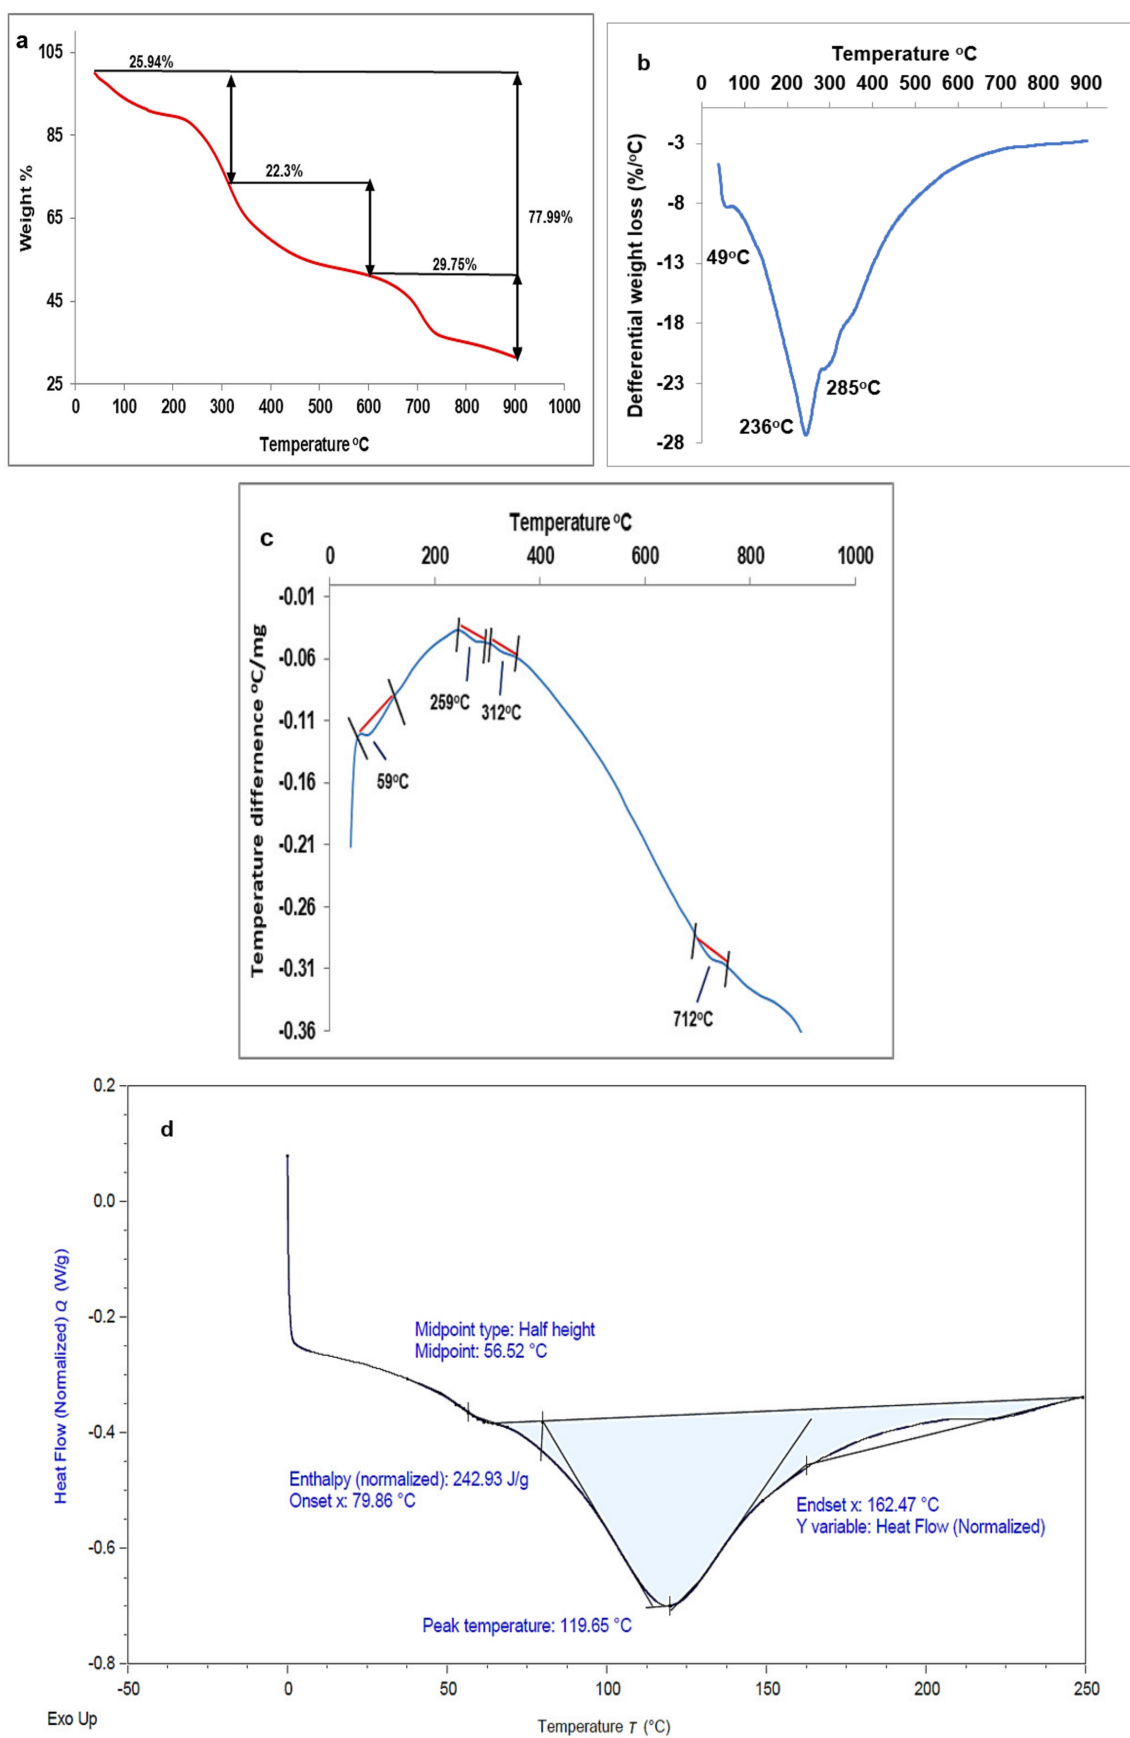 a
105
85
65
45
25
Weight %
25.94%
22.3%
29.75%
77.99%
0 100 200 300 400 500 600 700 800 900 1000
Temperature °C
b
Temperature °C
0 100 200 300 400 500 600 700 800 900
Defferential weight loss (%/°C)
-3
-8
-13
-18
-23
-28
49°C
236°C
285°C
c
Temperature °C
0 200 400 600 800 1000
Temperature differnence °C/mg
-0.01
-0.06
-0.11
-0.16
-0.21
-0.26
-0.31
-0.36
259°C
312°C
59°C
712°C
d
0.2
0.0
-0.2
-0.4
-0.6
-0.8
Heat Flow (Normalized) Q (W/g)
Midpoint type: Half height
Midpoint: 56.52 °C
Enthalpy (normalized): 242.93 J/g
Onset x: 79.86 °C
Endset x: 162.47 °C
Y variable: Heat Flow (Normalized)
Peak temperature: 119.65 °C
-50 0 50 100 150 200 250
Exo Up
Temperature T (°C)